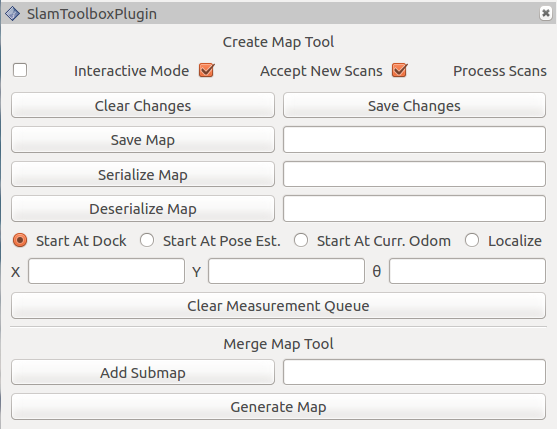 SlamToolboxPlugin
Create Map Tool
Interactive Mode Accept New Scans Process Scans
Clear Changes Save Changes
Save Map
Serialize Map
Deserialize Map
Start At Dock Start At Pose Est. Start At Curr. Odom Localize
X Y θ
Clear Measurement Queue
Merge Map Tool
Add Submap
Generate Map